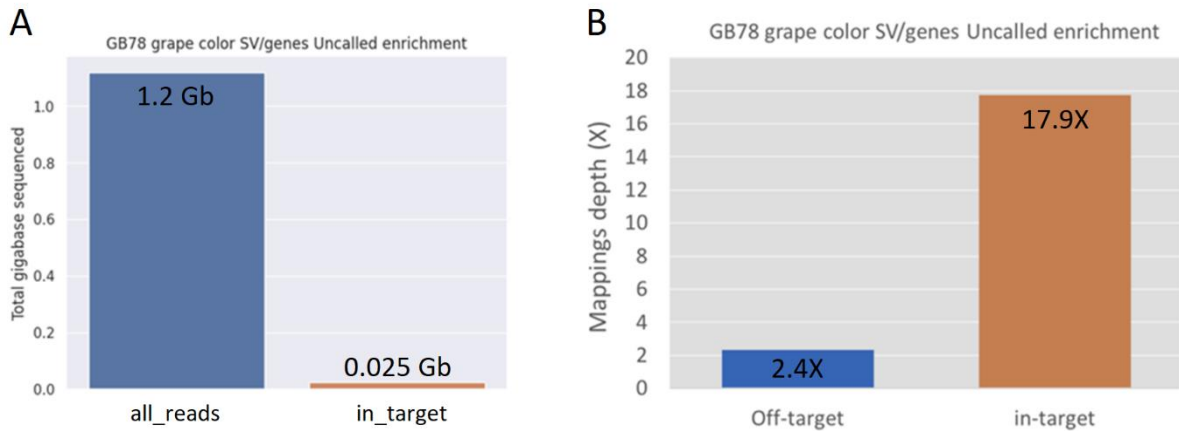 A
GB78 grape color SV/genes Uncalled enrichment
Total gigabase sequenced
1.0
0.8
0.6
0.4
0.2
0.0
1.2 Gb
0.025 Gb
all_reads
in_target
B
GB78 grape color SV/genes Uncalled enrichment
Mappings depth (X)
20
18
16
14
12
10
8
6
4
2
0
17.9X
2.4X
Off-target
in-target